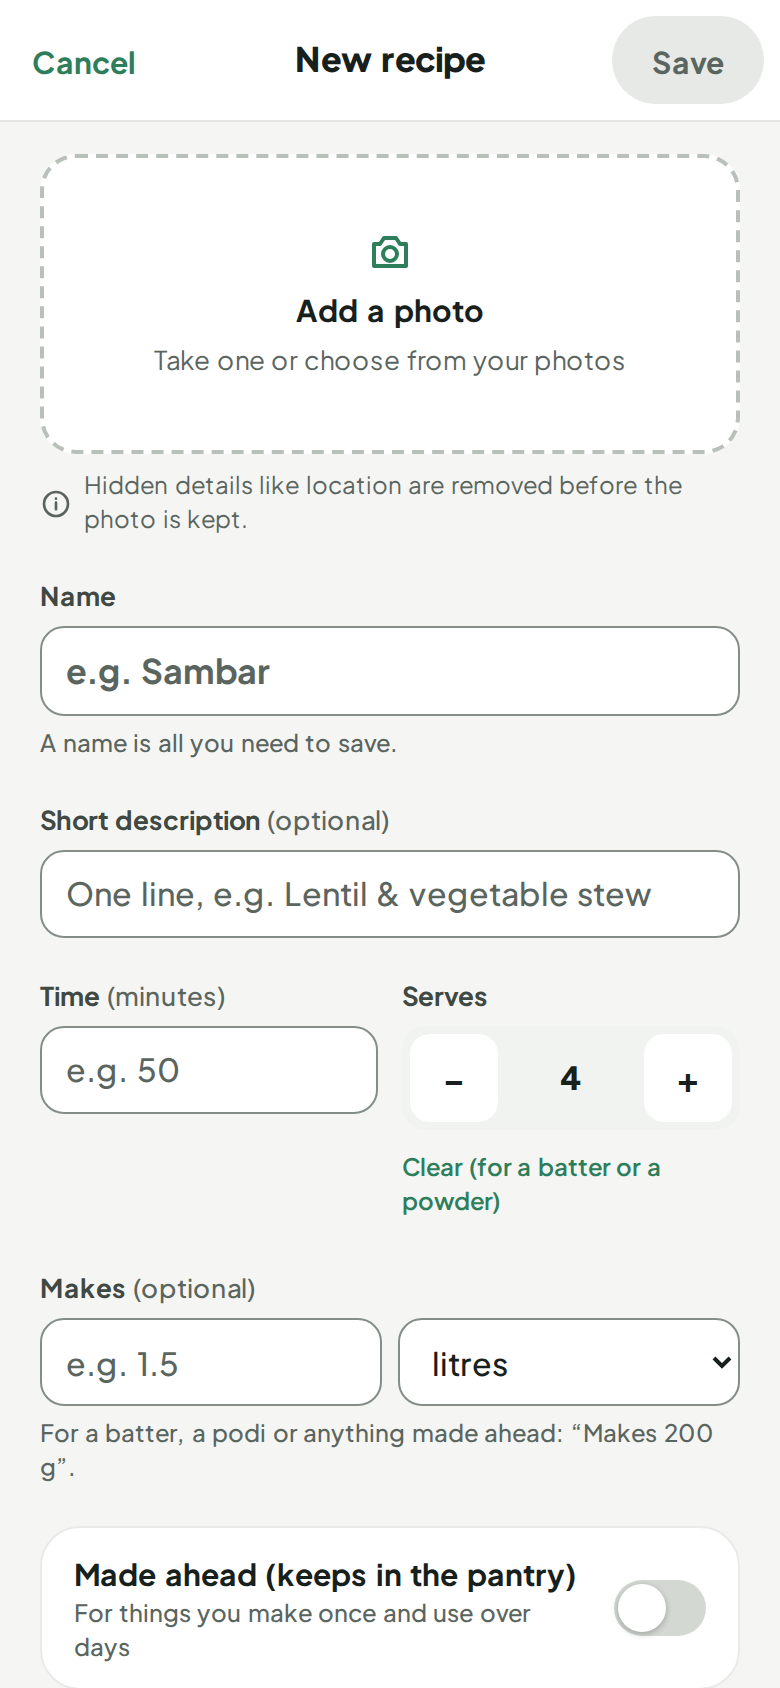 Cancel
New recipe
Save
Add a photo
Take one or choose from your photos
Hidden details like location are removed before the
photo is kept.
Name
e.g. Sambar
A name is all you need to save.
Short description (optional)
One line, e.g. Lentil & vegetable stew
Time (minutes)
Serves
e.g. 50
– 4 +
Clear (for a batter or a
powder)
Makes (optional)
e.g. 1.5
litres
For a batter, a podi or anything made ahead: “Makes 200
g”.
Made ahead (keeps in the pantry)
For things you make once and use over
days